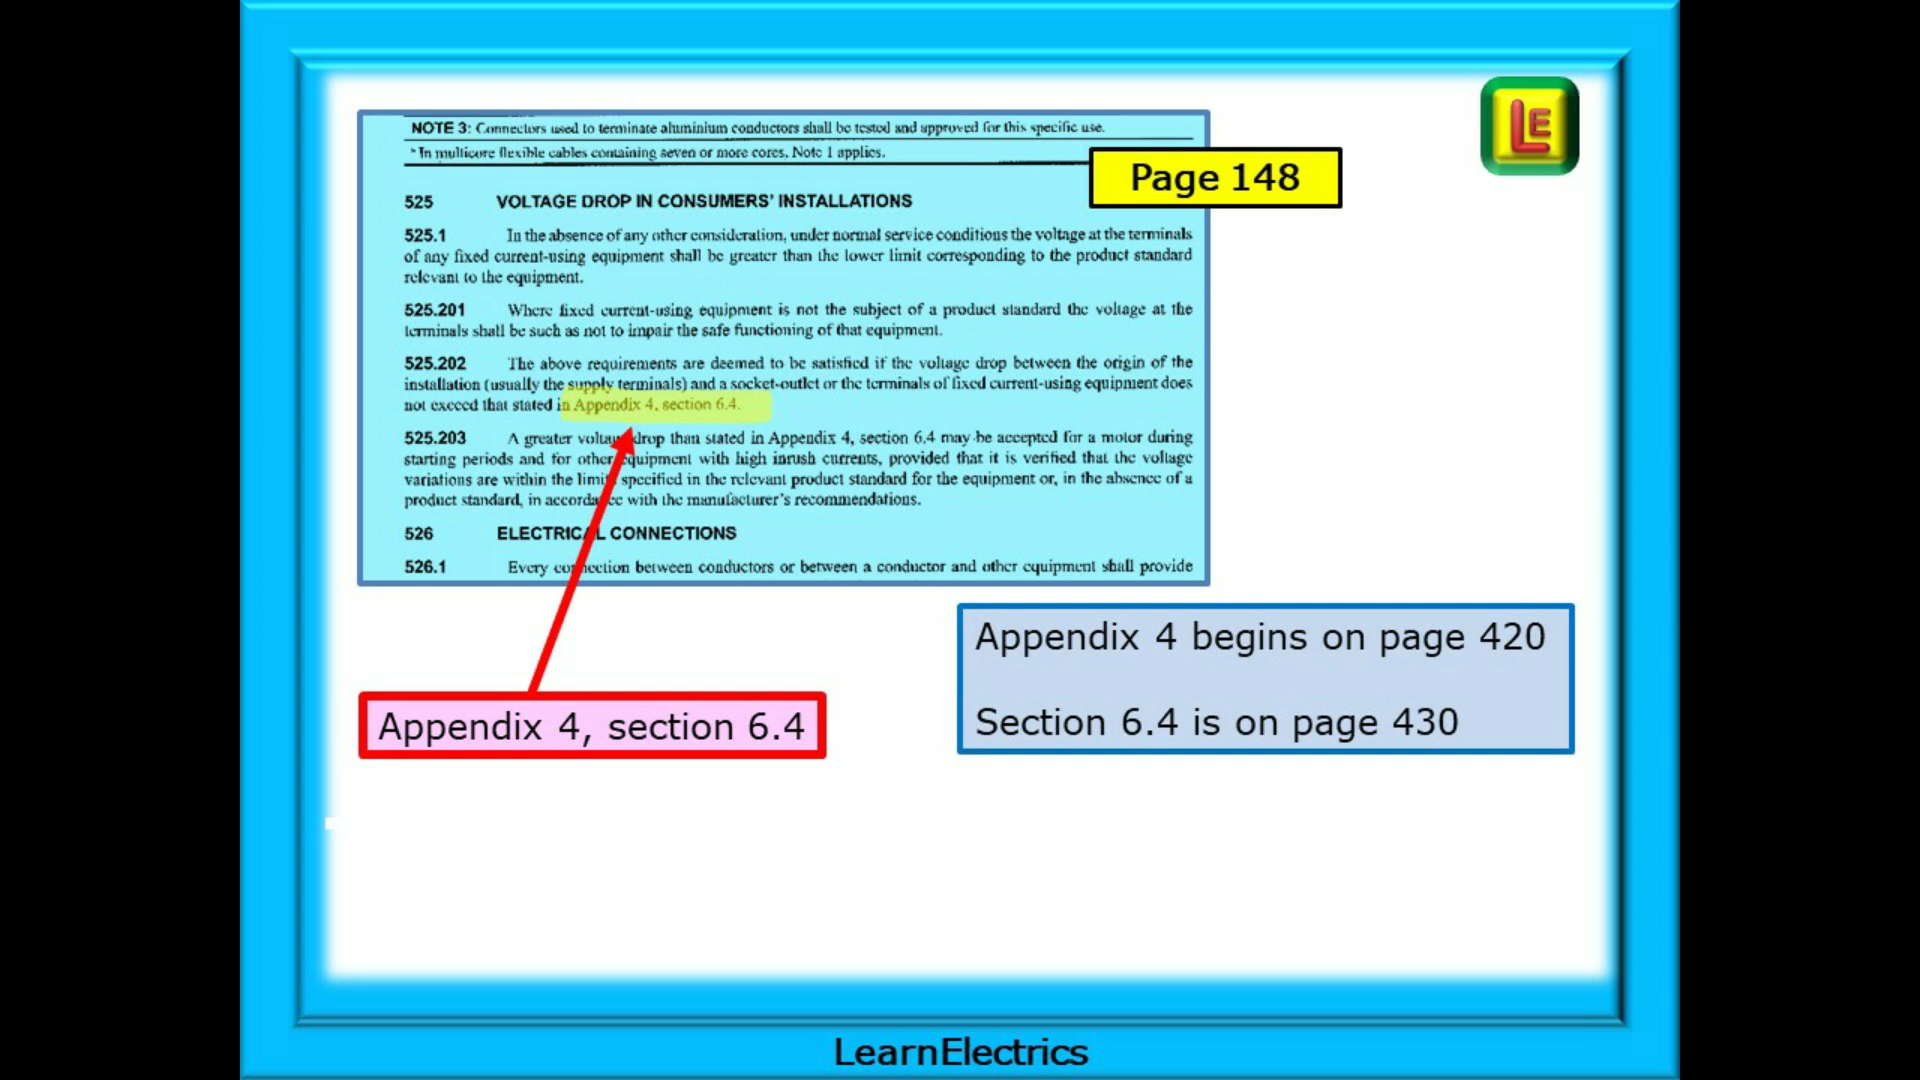 NOTE 3: Connectors used to terminate aluminium conductors shall be tested and approved for this specific use.
* In multicore flexible cables containing seven or more cores, Note 1 applies.
Page 148
525 VOLTAGE DROP IN CONSUMERS' INSTALLATIONS
525.1 In the absence of any other consideration, under normal service conditions the voltage at the terminals
of any fixed current-using equipment shall be greater than the lower limit corresponding to the product standard
relevant to the equipment.
525.201 Where fixed current-using equipment is not the subject of a product standard the voltage at the
terminals shall be such as not to impair the safe functioning of that equipment.
525.202 The above requirements are deemed to be satisfied if the voltage drop between the origin of the
installation (usually the supply terminals) and a socket-outlet or the terminals of fixed current-using equipment does
not exceed that stated in Appendix 4, section 6.4.
525.203 A greater voltage drop than stated in Appendix 4, section 6.4 may be accepted for a motor during
starting periods and for other equipment with high inrush currents, provided that it is verified that the voltage
variations are within the limits specified in the relevant product standard for the equipment or, in the absence of a
product standard, in accordance with the manufacturer's recommendations.
526 ELECTRICAL CONNECTIONS
526.1 Every connection between conductors or between a conductor and other equipment shall provide
Appendix 4 begins on page 420
Section 6.4 is on page 430
Appendix 4, section 6.4
LE
LearnElectrics